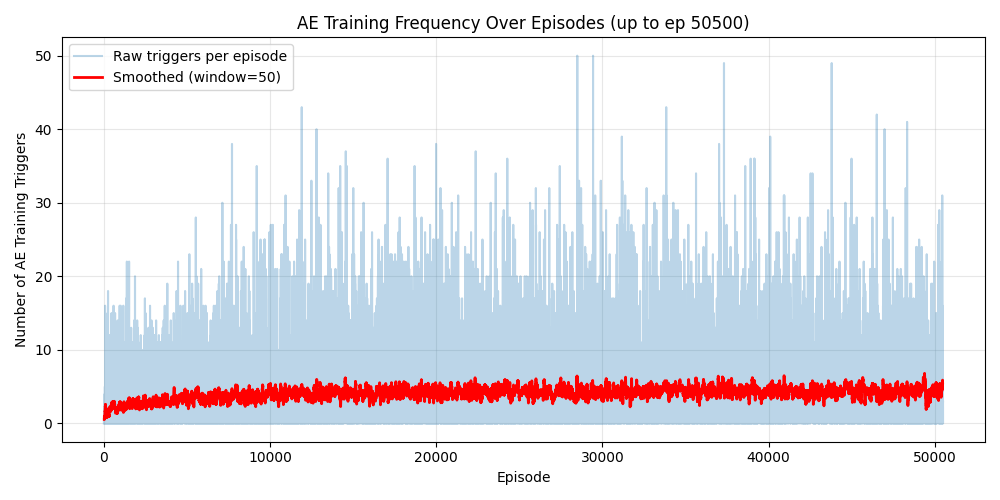 AE Training Frequency Over Episodes (up to ep 50500)
Raw triggers per episode
Smoothed (window=50)
Number of AE Training Triggers
50
40
30
20
10
0
0 10000 20000 30000 40000 50000
Episode